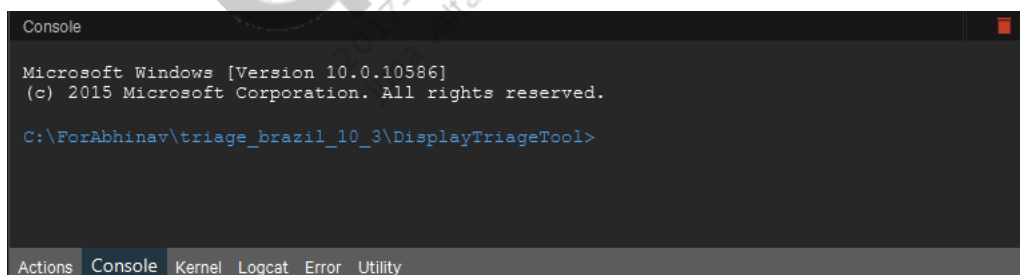 Console
Microsoft Windows [Version 10.0.10586]
(c) 2015 Microsoft Corporation. All rights reserved.
C:\ForAbhinav\triage_brazil_10_3\DisplayTriageTool>
Actions Console Kernel Logcat Error Utility